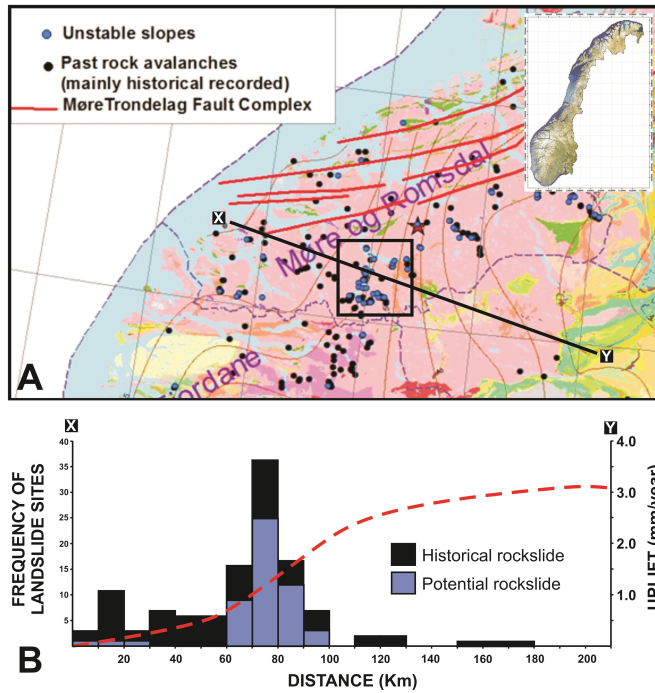 Unstable slopes
Past rock avalanches
(mainly historical recorded)
MøreTrondelag Fault Complex
X
Møre og Romsdal
Y
A
ordane
X
Y
FREQUENCY OF
LANDSLIDE SITES
40
35
30
25
20
15
10
5
4.0
3.0
2.0
1.0
UPLIFT (mm/year)
Historical rockslide
Potential rockslide
20
40
60
80
100
120
140
160
180
200
B
DISTANCE (Km)